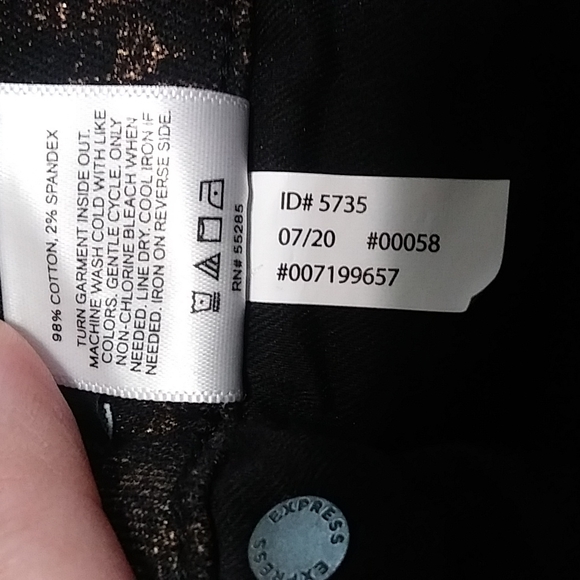 98% COTTON, 2% SPANDEX
TURN GARMENT INSIDE OUT.
MACHINE WASH COLD WITH LIKE
COLORS. GENTLE CYCLE. ONLY
NON-CHLORINE BLEACH WHEN
NEEDED. LINE DRY. COOL IRON IF
NEEDED. IRON ON REVERSE SIDE.
RN# 55285
ID# 5735
07/20 #00058
#007199657
EXPRESS
EXPRESS